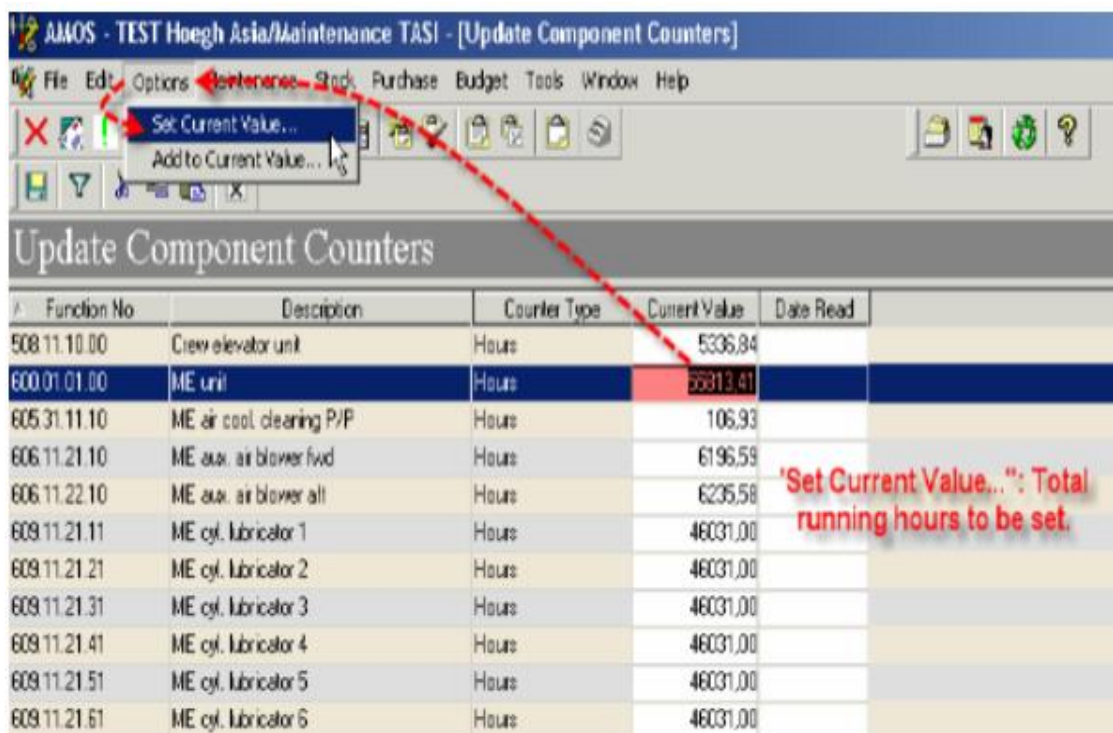 AMOS - TEST Hoegh Asia/Maintenance TASI - [Update Component Counters]
File Edit Options Maintenance Stock Purchase Budget Tools Window Help
Set Current Value...
Add to Current Value...
Update Component Counters
Function No Description Counter Type Current Value Date Read
508.11.10.00 Crew elevator unit Hours 5336,84
600.01.01.00 ME unit Hours 55813,41
605.31.11.10 ME air cool. cleaning P/P Hours 106,93
606.11.21.10 ME aux. air blower fwd Hours 6196,59
606.11.22.10 ME aux. air blower aft Hours 6235,58
'Set Current Value...": Total
running hours to be set.
609.11.21.11 ME cyl. lubricator 1 Hours 46031,00
609.11.21.21 ME cyl. lubricator 2 Hours 46031,00
609.11.21.31 ME cyl. lubricator 3 Hours 46031,00
609.11.21.41 ME cyl. lubricator 4 Hours 46031,00
609.11.21.51 ME cyl. lubricator 5 Hours 46031,00
609.11.21.61 ME cyl. lubricator 6 Hours 46031,00